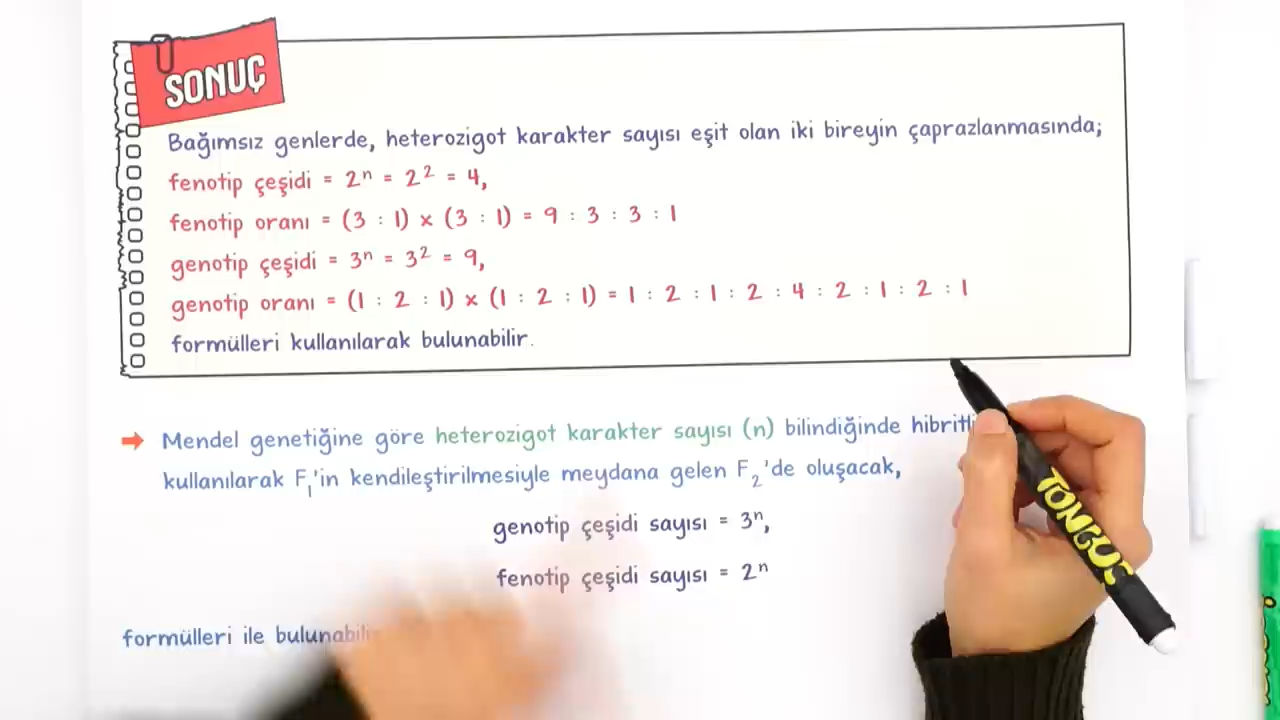 SONUÇ
Bağımsız genlerde, heterozigot karakter sayısı eşit olan iki bireyin çaprazlanmasında;
fenotip çeşidi = 2ⁿ = 2² = 4,
fenotip oranı = (3 : 1) x (3 : 1) = 9 : 3 : 3 : 1
genotip çeşidi = 3ⁿ = 3² = 9,
genotip oranı = (1 : 2 : 1) x (1 : 2 : 1) = 1 : 2 : 1 : 2 : 4 : 2 : 1 : 2 : 1
formülleri kullanılarak bulunabilir.
➡ Mendel genetiğine göre heterozigot karakter sayısı (n) bilindiğinde
kullanılarak F₁'in kendileştirilmesiyle meydana gelen F₂'de oluşacak,
genotip çeşidi sayısı = 3ⁿ,
fenotip çeşidi sayısı = 2ⁿ
formülleri ile
TONGUÇ